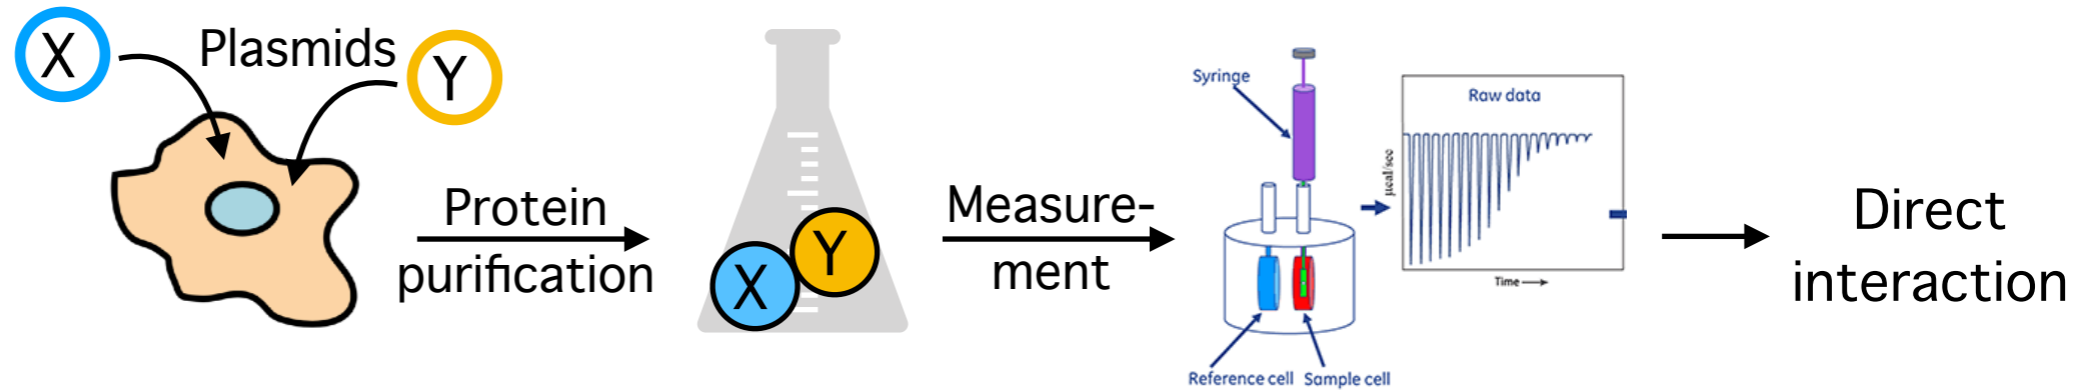 X
Plasmids
Y
Protein
purification
X
Y
Measure-
ment
Syringe
Reference cell
Sample cell
Raw data
µcal/sec
Time
Direct
interaction